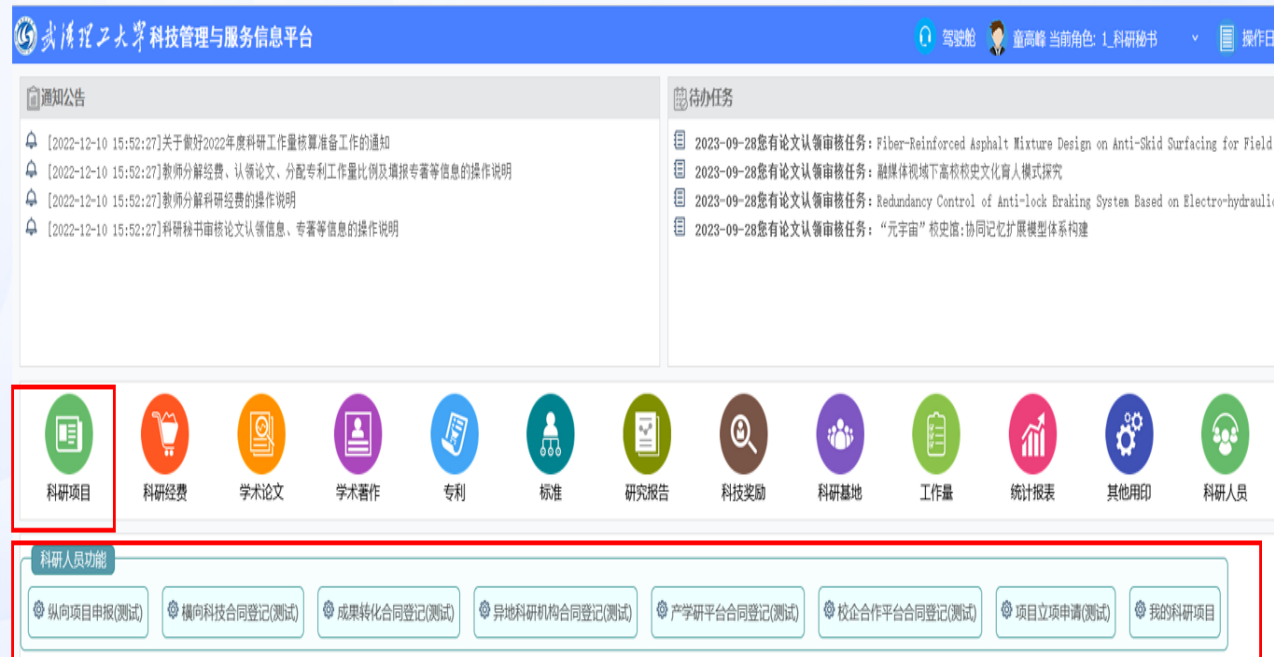 武汉理工大学科技管理与服务信息平台
驾驶舱 童高峰 当前角色: 1_科研秘书 操作日
通知公告
[2022-12-10 15:52:27]关于做好2022年度科研工作量核算准备工作的通知
[2022-12-10 15:52:27]教师分解经费、认领论文、分配专利工作量比例及填报专著等信息的操作说明
[2022-12-10 15:52:27]教师分解科研经费的操作说明
[2022-12-10 15:52:27]科研秘书审核论文认领信息、专著等信息的操作说明
待办任务
2023-09-28您有论文认领审核任务: Fiber-Reinforced Asphalt Mixture Design on Anti-Skid Surfacing for Field
2023-09-28您有论文认领审核任务: 融媒体视域下高校校史文化育人模式探究
2023-09-28您有论文认领审核任务: Redundancy Control of Anti-lock Braking System Based on Electro-hydraulic
2023-09-28您有论文认领审核任务: “元宇宙”校史馆:协同记忆扩展模型体系构建
科研项目 科研经费 学术论文 学术著作 专利 标准 研究报告 科技奖励 科研基地 工作量 统计报表 其他用印 科研人员
科研人员功能
纵向项目申报(测试) 横向科技合同登记(测试) 成果转化合同登记(测试) 异地科研机构合同登记(测试) 产学研平台合同登记(测试) 校企合作平台合同登记(测试) 项目立项申请(测试) 我的科研项目